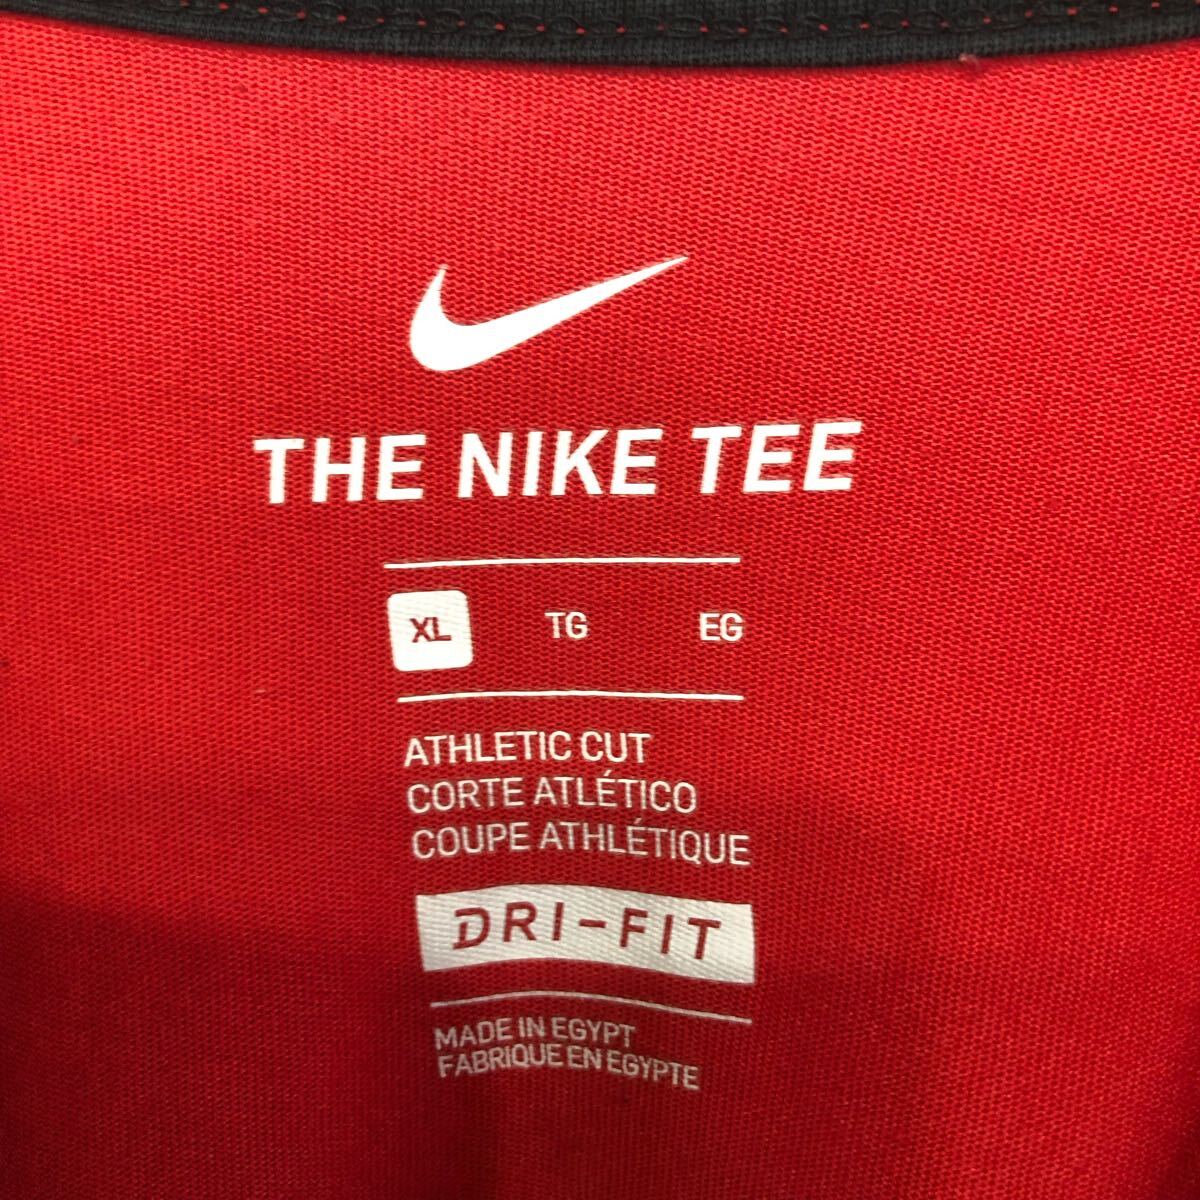 THE NIKE TEE
XL TG EG
ATHLETIC CUT
CORTE ATLÉTICO
COUPE ATHLÉTIQUE
DRI-FIT
MADE IN EGYPT
FABRIQUE EN EGYPTE